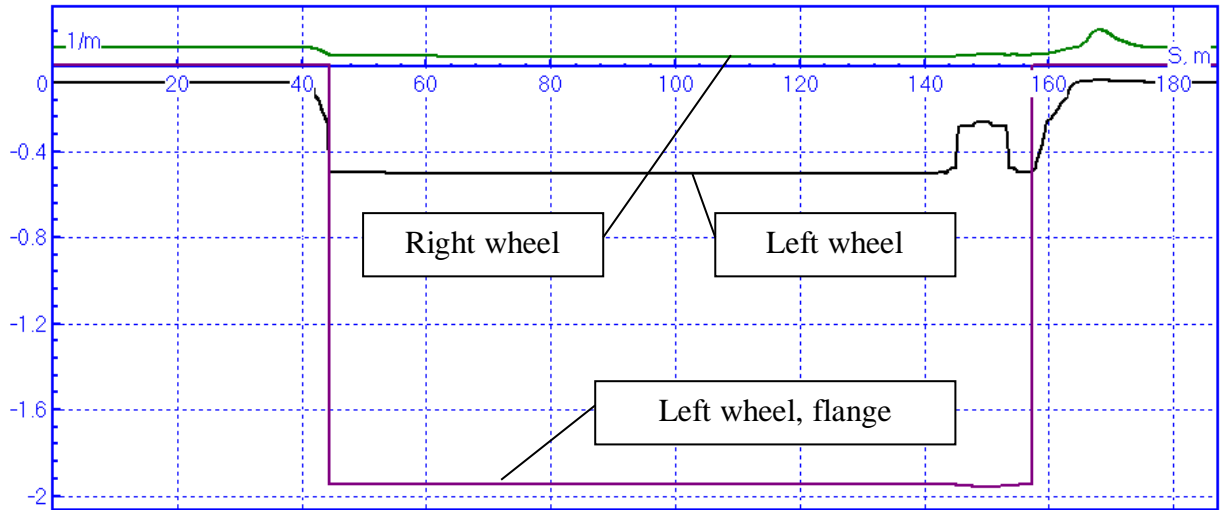 1/m
S, m
0 20 40 60 80 100 120 140 160 180
-0.4
-0.8
Right wheel
Left wheel
-1.2
-1.6
Left wheel, flange
-2